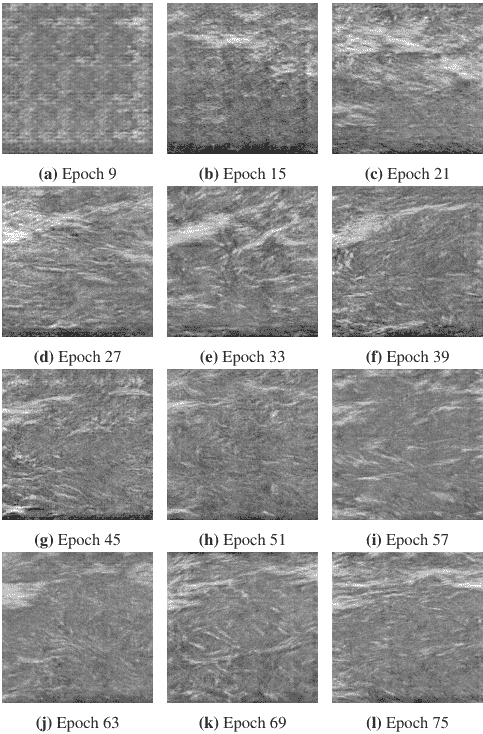 (a) Epoch 9 (b) Epoch 15 (c) Epoch 21
(d) Epoch 27 (e) Epoch 33 (f) Epoch 39
(g) Epoch 45 (h) Epoch 51 (i) Epoch 57
(j) Epoch 63 (k) Epoch 69 (l) Epoch 75